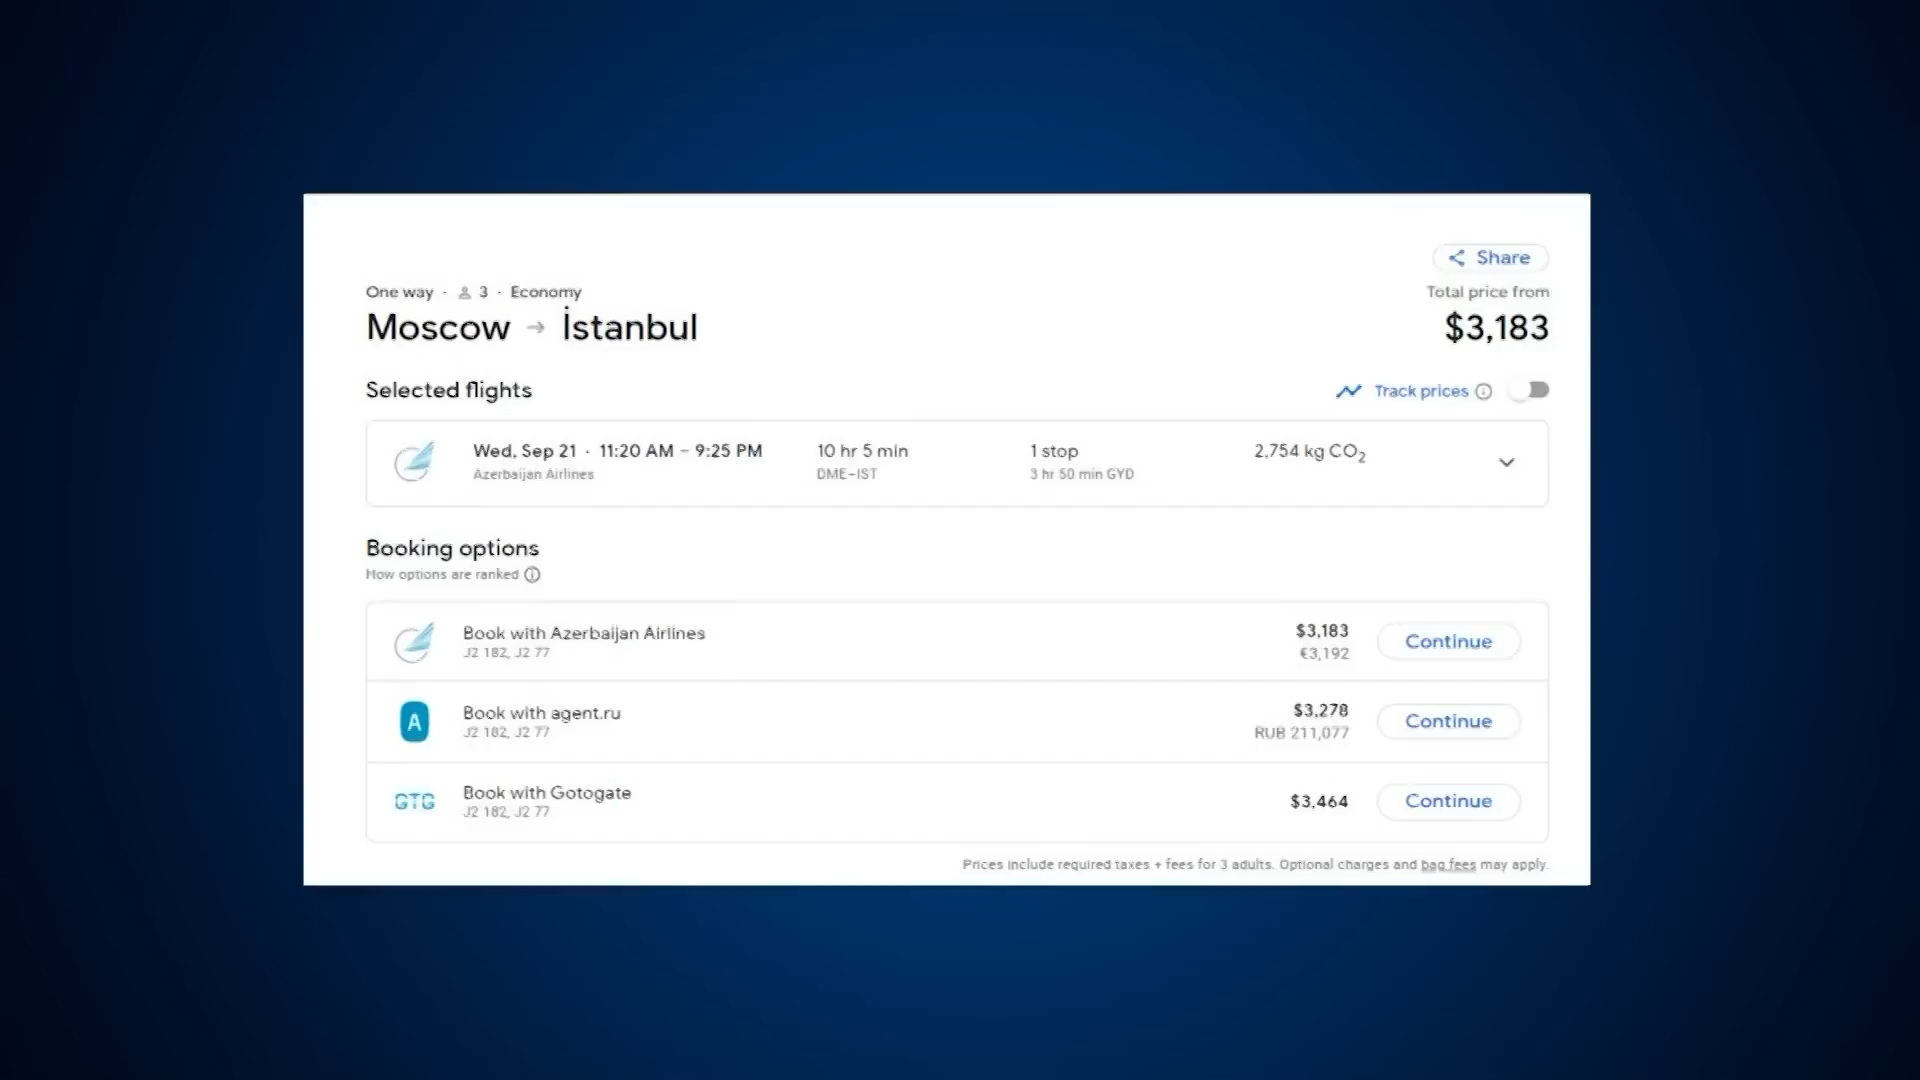 Share
One way · 3 · Economy
Total price from
Moscow → İstanbul
$3,183
Selected flights
Track prices
Wed, Sep 21 · 11:20 AM – 9:25 PM
10 hr 5 min
1 stop
2,754 kg CO₂
Azerbaijan Airlines
DME–IST
3 hr 50 min GYD
Booking options
How options are ranked
Book with Azerbaijan Airlines
$3,183
Continue
J2 182, J2 77
€3,192
A
Book with agent.ru
$3,278
Continue
J2 182, J2 77
RUB 211,077
GTG
Book with Gotogate
$3,464
Continue
J2 182, J2 77
Prices include required taxes + fees for 3 adults. Optional charges and bag fees may apply.